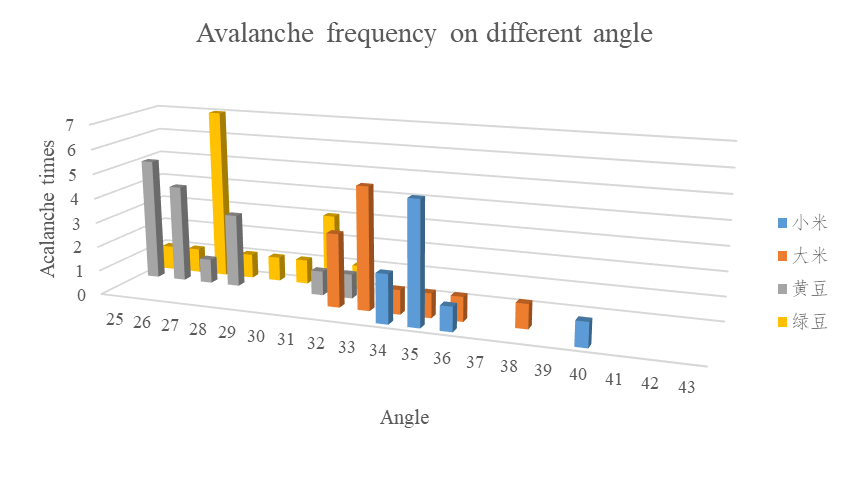 Avalanche frequency on different angle
Acalanche times
7
6
5
4
3
2
1
0
25 26 27 28 29 30 31 32 33 34 35 36 37 38 39 40 41 42 43
Angle
小米
大米
黄豆
绿豆